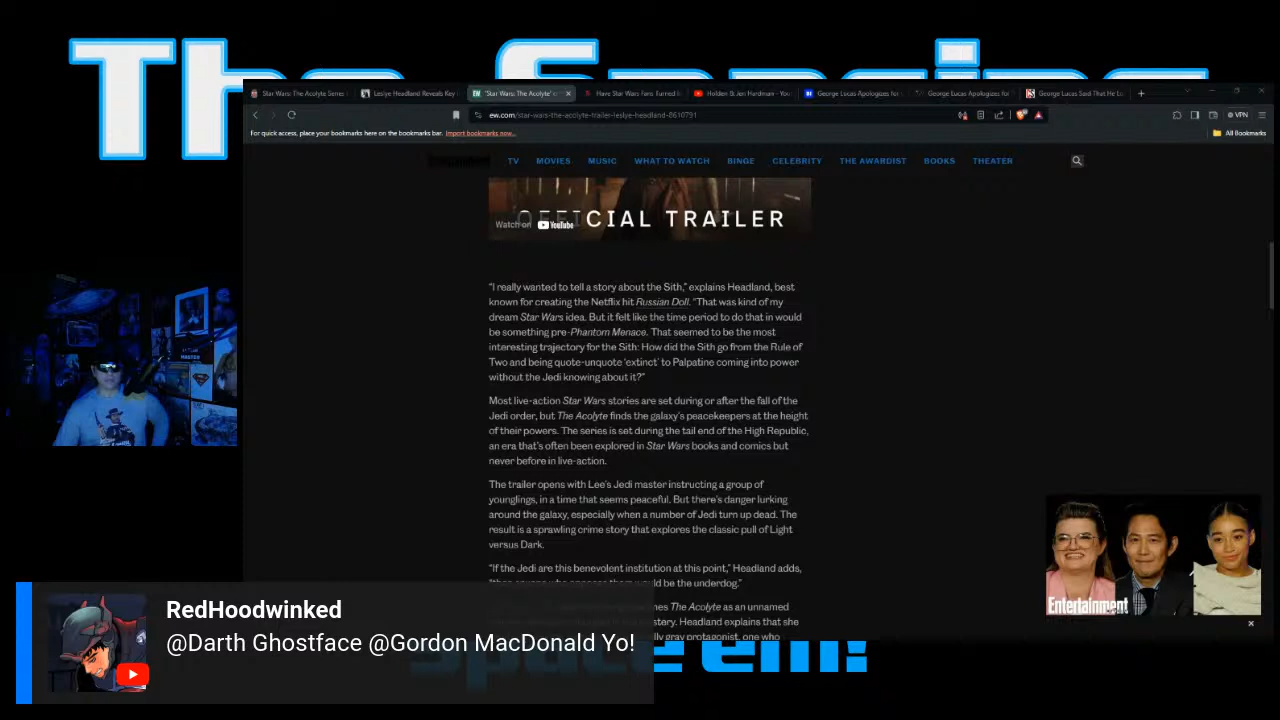 Star Wars: The Acolyte Series
Leslye Headland Reveals Key
'Star Wars: The Acolyte'
Have Star Wars Fans Turned
Holden & Jen Hardman - You
George Lucas Apologizes for
George Lucas Apologizes for
George Lucas Said That He Lo
ew.com/star-wars-the-acolyte-trailer-leslye-headland-8610791
VPN
For quick access, place your bookmarks here on the bookmarks bar. Import bookmarks now...
All Bookmarks
TV MOVIES MUSIC WHAT TO WATCH BINGE CELEBRITY THE AWARDIST BOOKS THEATER
OFFICIAL TRAILER
Watch on YouTube
"I really wanted to tell a story about the Sith," explains Headland, best
known for creating the Netflix hit Russian Doll. "That was kind of my
dream Star Wars idea. But it felt like the time period to do that in would
be something pre-Phantom Menace. That seemed to be the most
interesting trajectory for the Sith: How did the Sith go from the Rule of
Two and being quote-unquote 'extinct' to Palpatine coming into power
without the Jedi knowing about it?"
Most live-action Star Wars stories are set during or after the fall of the
Jedi order, but The Acolyte finds the galaxy's peacekeepers at the height
of their powers. The series is set during the tail end of the High Republic,
an era that's often been explored in Star Wars books and comics but
never before in live-action.
The trailer opens with Lee's Jedi master instructing a group of
younglings, in a time that seems peaceful. But there's danger lurking
around the galaxy, especially when a number of Jedi turn up dead. The
result is a sprawling crime story that explores the classic pull of Light
versus Dark.
"If the Jedi are this benevolent institution at this point," Headland adds,
would be the underdog."
The Acolyte as an unnamed
Headland explains that she
gray protagonist, one who
Entertainment
RedHoodwinked
@Darth Ghostface @Gordon MacDonald Yo!